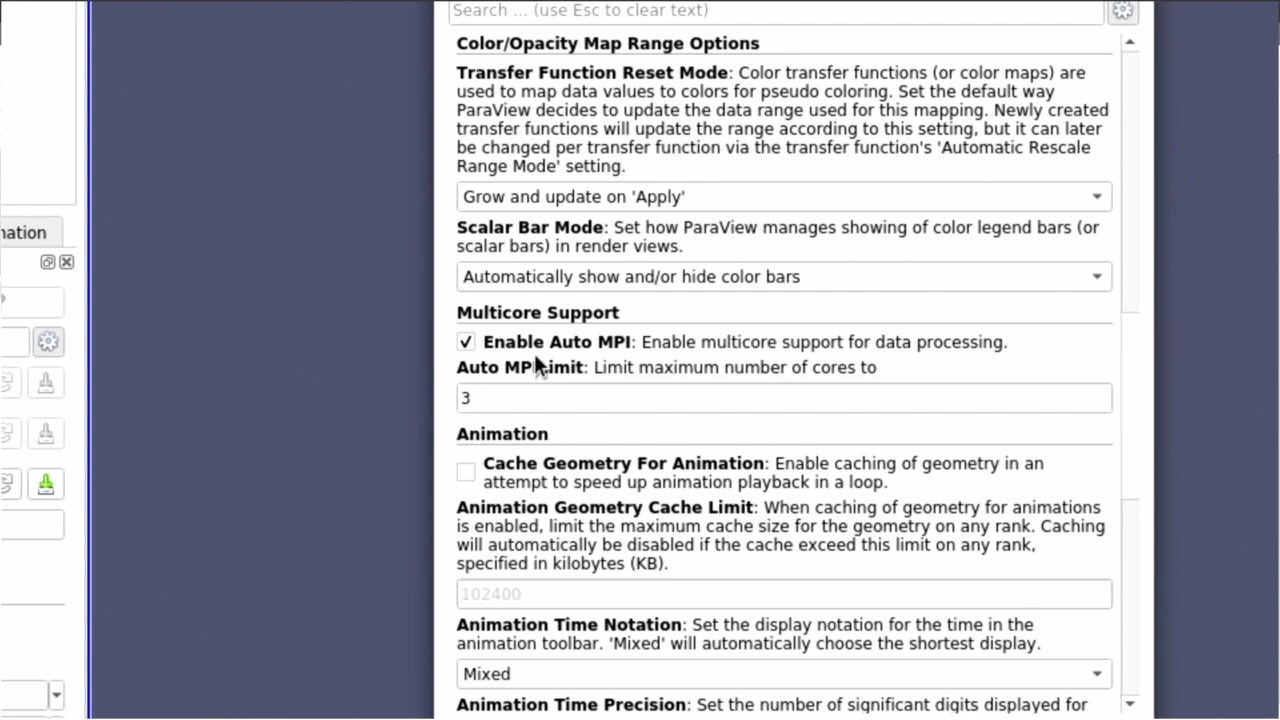 Search ... (use Esc to clear text)
Color/Opacity Map Range Options
Transfer Function Reset Mode: Color transfer functions (or color maps) are
used to map data values to colors for pseudo coloring. Set the default way
ParaView decides to update the data range used for this mapping. Newly created
transfer functions will update the range according to this setting, but it can later
be changed per transfer function via the transfer function's 'Automatic Rescale
Range Mode' setting.
Grow and update on 'Apply'
Scalar Bar Mode: Set how ParaView manages showing of color legend bars (or
scalar bars) in render views.
Automatically show and/or hide color bars
Multicore Support
Enable Auto MPI: Enable multicore support for data processing.
Auto MPI Limit: Limit maximum number of cores to
3
Animation
Cache Geometry For Animation: Enable caching of geometry in an
attempt to speed up animation playback in a loop.
Animation Geometry Cache Limit: When caching of geometry for animations
is enabled, limit the maximum cache size for the geometry on any rank. Caching
will automatically be disabled if the cache exceed this limit on any rank,
specified in kilobytes (KB).
102400
Animation Time Notation: Set the display notation for the time in the
animation toolbar. 'Mixed' will automatically choose the shortest display.
Mixed
Animation Time Precision: Set the number of significant digits displayed for